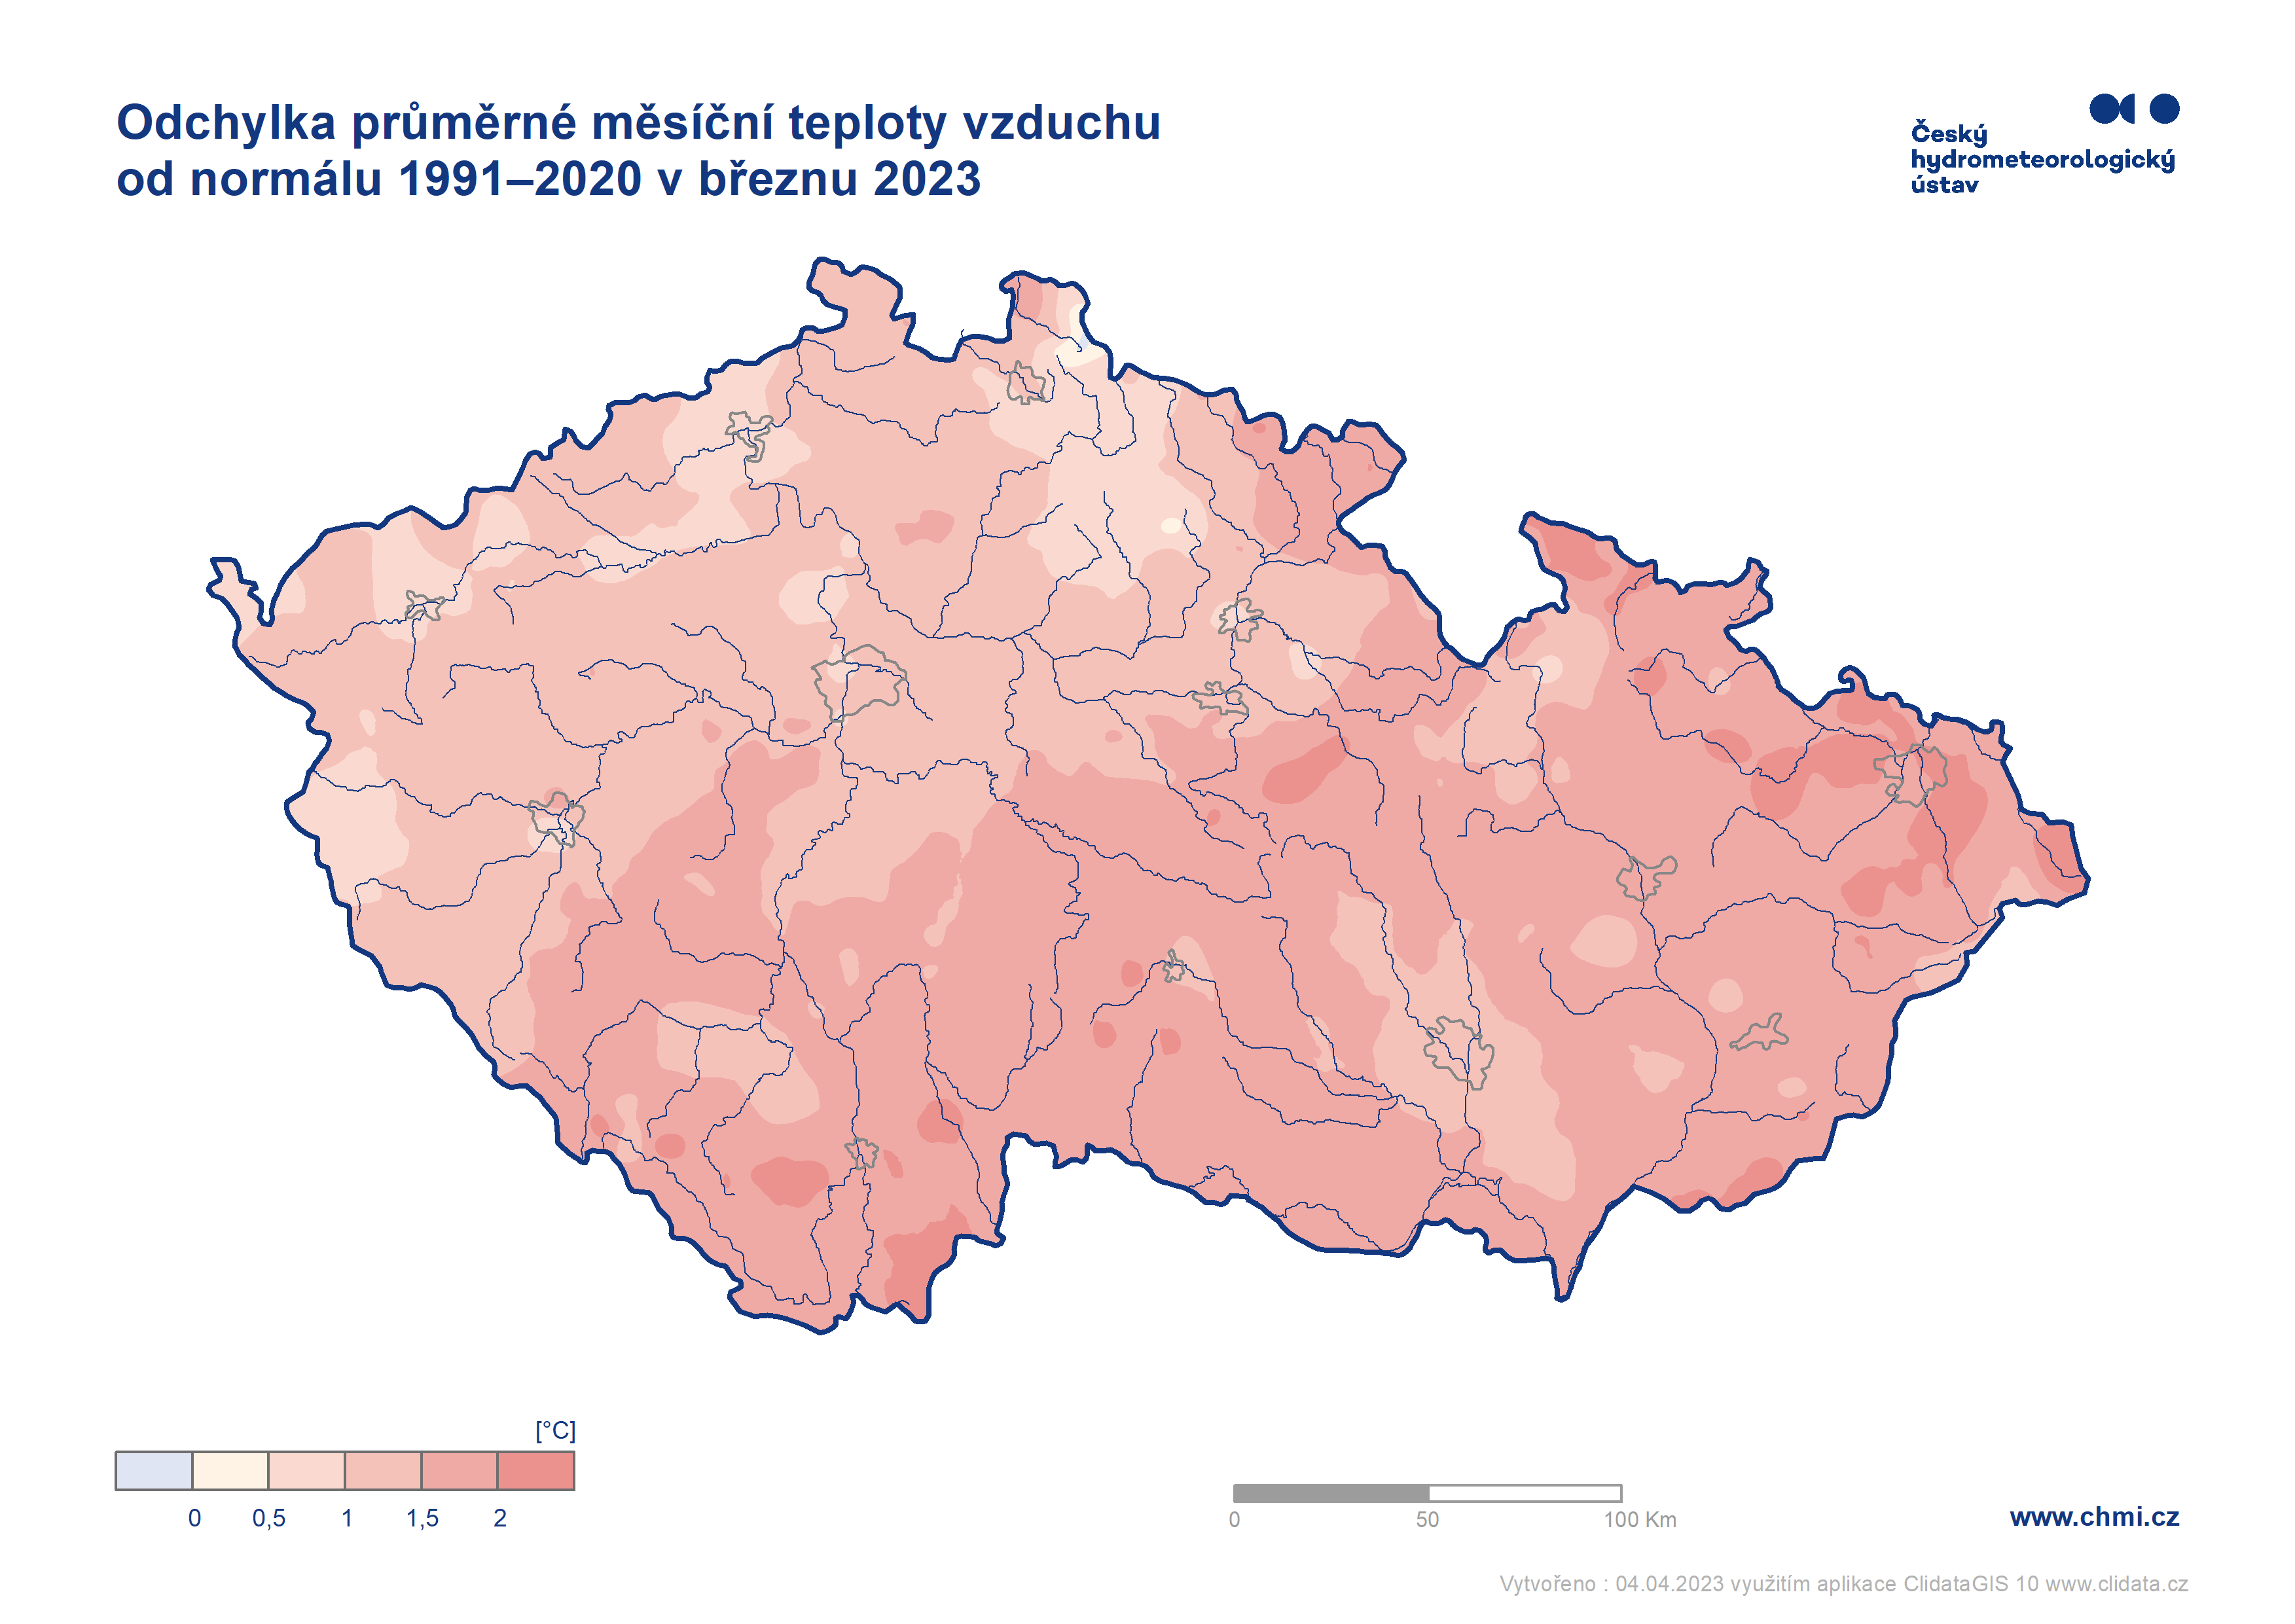 Odchylka průměrné měsíční teploty vzduchu
od normálu 1991–2020 v březnu 2023
Český
hydrometeorologický
ústav
[°C]
0 0,5 1 1,5 2
0 50 100 Km
www.chmi.cz
Vytvořeno : 04.04.2023 využitím aplikace ClidataGIS 10 www.clidata.cz